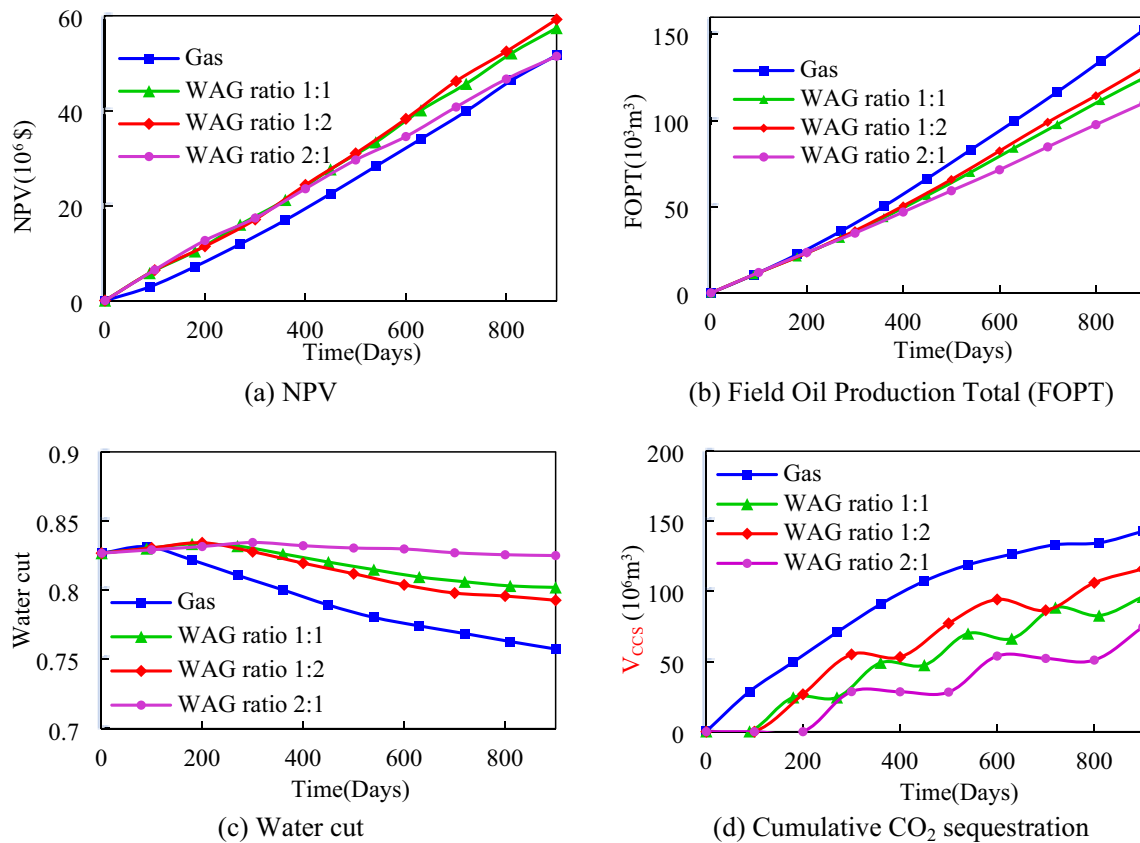 60
40
20
0
NPV(10⁶$)
Gas
WAG ratio 1:1
WAG ratio 1:2
WAG ratio 2:1
0 200 400 600 800
Time(Days)
(a) NPV
150
100
50
0
FOPT(10³m³)
Gas
WAG ratio 1:1
WAG ratio 1:2
WAG ratio 2:1
0 200 400 600 800
Time(Days)
(b) Field Oil Production Total (FOPT)
0.9
0.85
0.8
0.75
0.7
Water cut
Gas
WAG ratio 1:1
WAG ratio 1:2
WAG ratio 2:1
0 200 400 600 800
Time(Days)
(c) Water cut
200
150
100
50
0
V_CCS (10⁶m³)
Gas
WAG ratio 1:1
WAG ratio 1:2
WAG ratio 2:1
0 200 400 600 800
Time(Days)
(d) Cumulative CO₂ sequestration